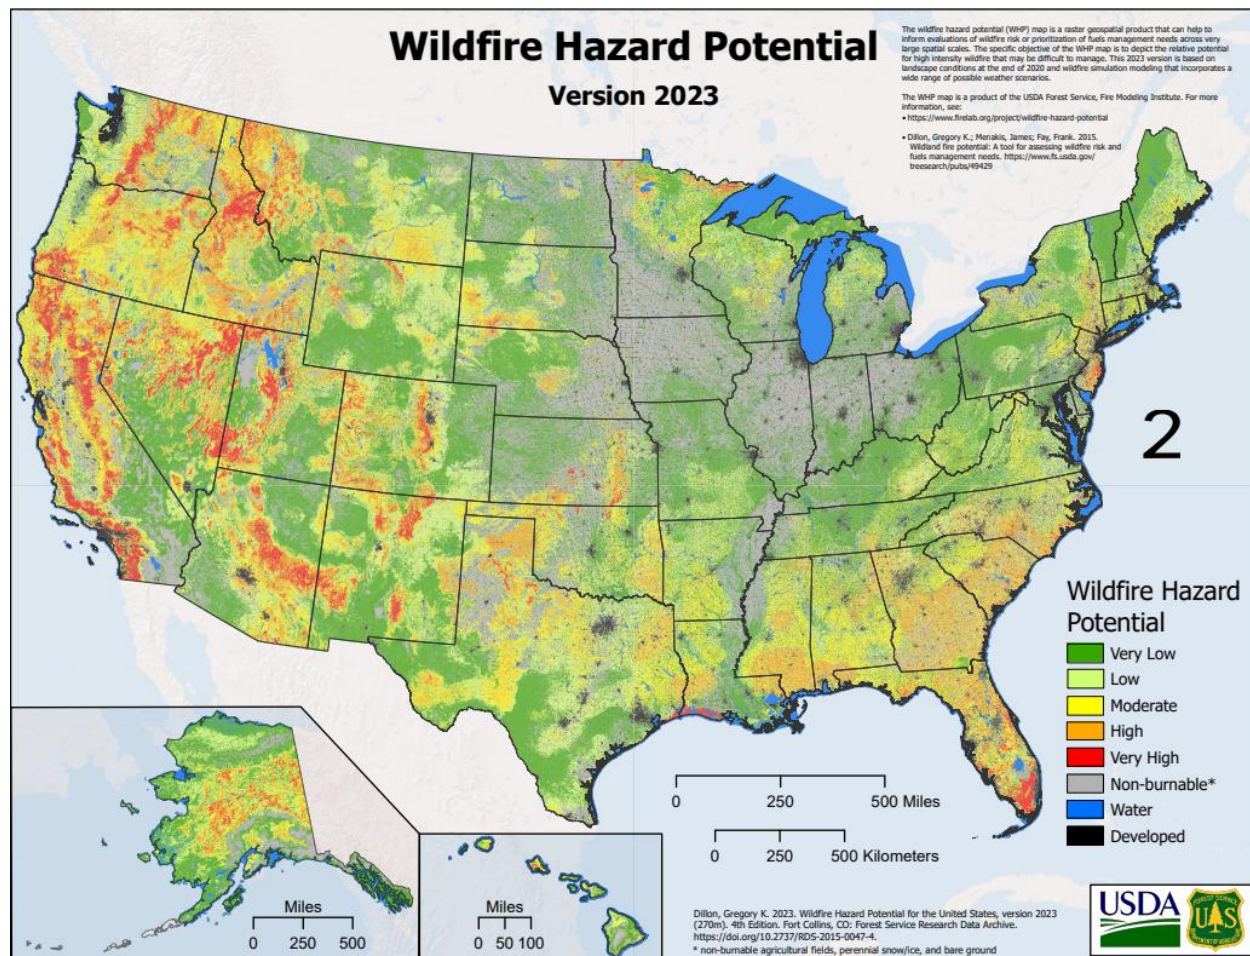 Wildfire Hazard Potential
Version 2023
The wildfire hazard potential (WHP) map is a raster geospatial product that can help to
inform evaluations of wildfire risk or prioritization of fuels management needs across very
large spatial scales. The specific objective of the WHP map is to depict the relative potential
for high intensity wildfire that may be difficult to manage. This 2023 version is based on
landscape conditions at the end of 2020 and wildfire simulation modeling that incorporates a
wide range of possible weather scenarios.
The WHP map is a product of the USDA Forest Service, Fire Modeling Institute. For more
information, see:
• https://www.firelab.org/project/wildfire-hazard-potential
• Dillon, Gregory K.; Menakis, James; Fay, Frank. 2015.
Wildland fire potential: A tool for assessing wildfire risk and
fuels management needs. https://www.fs.usda.gov/
treesearch/pubs/49429
2
Wildfire Hazard
Potential
Very Low
Low
Moderate
High
Very High
Non-burnable*
Water
Developed
0 250 500 Miles
0 250 500 Kilometers
Miles
0 250 500
Miles
0 50 100
Dillon, Gregory K. 2023. Wildfire Hazard Potential for the United States, version 2023
(270m). 4th Edition. Fort Collins, CO: Forest Service Research Data Archive.
https://doi.org/10.2737/RDS-2015-0047-4.
* non-burnable agricultural fields, perennial snow/ice, and bare ground
USDA
FOREST SERVICE
U S
DEPARTMENT OF AGRICULTURE